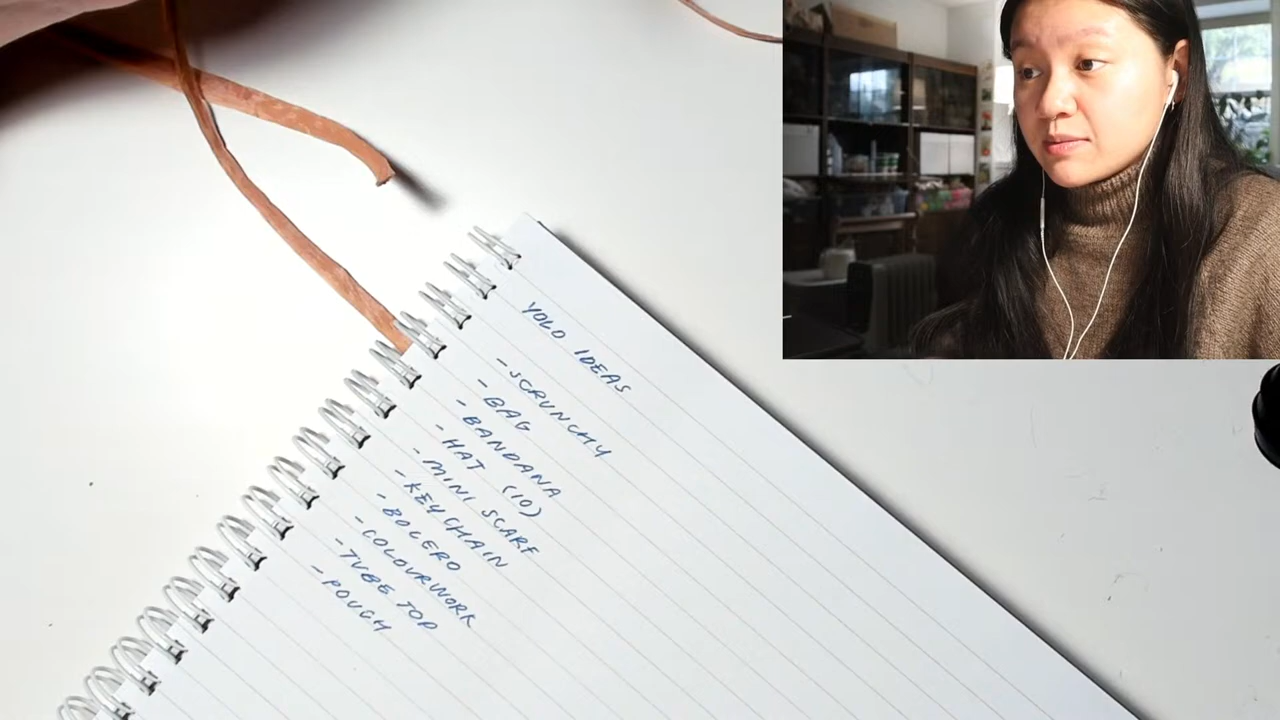 YOLO IDEAS
- SCRUNCHY
- BAG
- BANDANA
- HAT (10)
- MINI SCARF
- KEYCHAIN
- BOLERO
- COLOURWORK
- TUBE TOP
- POUCH